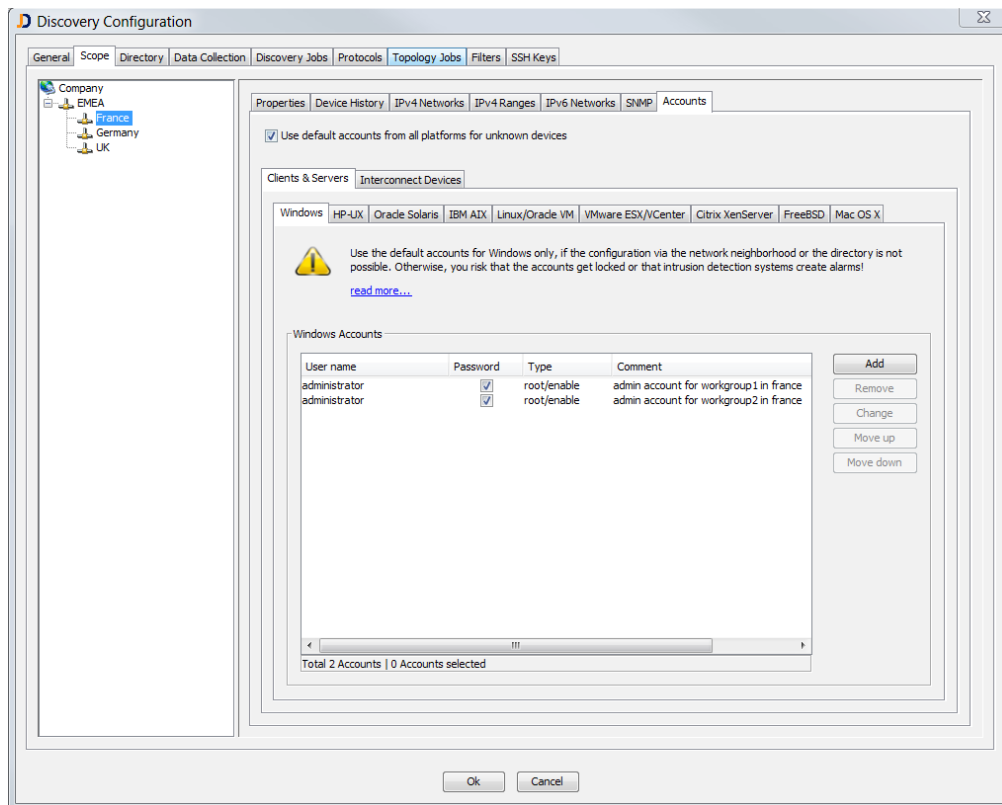 Discovery Configuration
General Scope Directory Data Collection Discovery Jobs Protocols Topology Jobs Filters SSH Keys
Company
EMEA
France
Germany
UK
Properties Device History IPv4 Networks IPv4 Ranges IPv6 Networks SNMP Accounts
Use default accounts from all platforms for unknown devices
Clients & Servers Interconnect Devices
Windows HP-UX Oracle Solaris IBM AIX Linux/Oracle VM VMware ESX/VCenter Citrix XenServer FreeBSD Mac OS X
Use the default accounts for Windows only, if the configuration via the network neighborhood or the directory is not
possible. Otherwise, you risk that the accounts get locked or that intrusion detection systems create alarms!
read more...
Windows Accounts
User name Password Type Comment
administrator root/enable admin account for workgroup1 in france
administrator root/enable admin account for workgroup2 in france
Add
Remove
Change
Move up
Move down
Total 2 Accounts | 0 Accounts selected
Ok Cancel